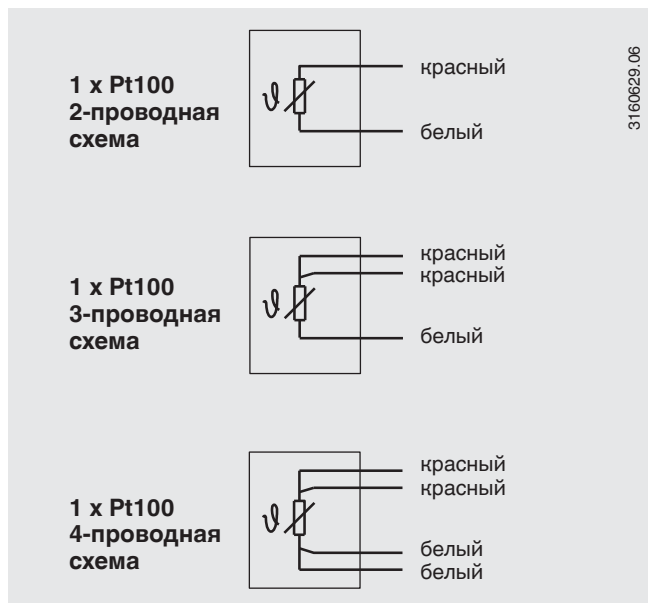 1 x Pt100
2-проводная
схема
красный
белый
3160629.06
1 x Pt100
3-проводная
схема
красный
красный
белый
1 x Pt100
4-проводная
схема
красный
красный
белый
белый